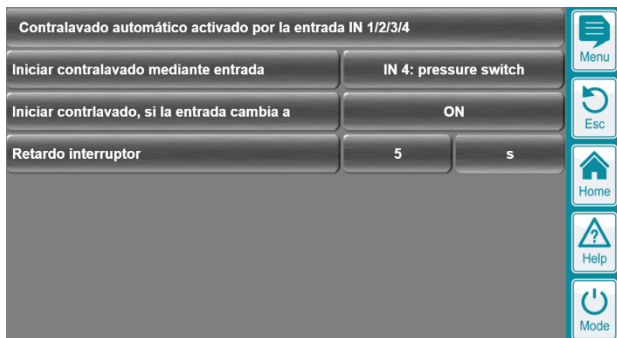 Contralavado automático activado por la entrada IN 1/2/3/4
Menu
Iniciar contralavado mediante entrada IN 4: pressure switch
Iniciar contrlavado, si la entrada cambia a ON
Esc
Retardo interruptor 5 s
Home
Help
Mode